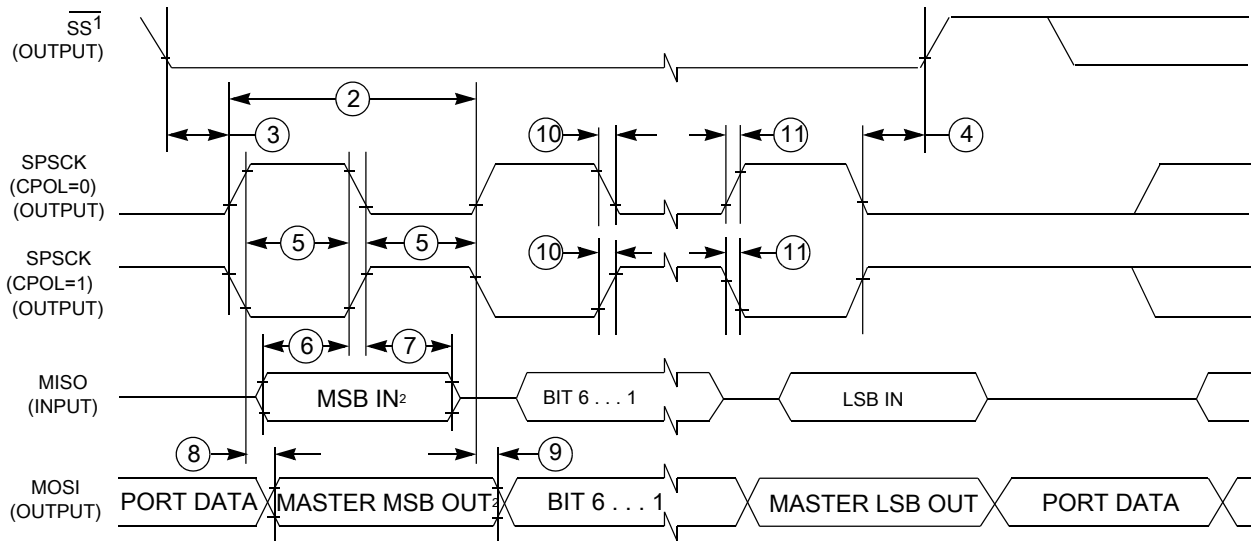 SS1
(OUTPUT)
2
3
10
11
4
SPSCK
(CPOL=0)
(OUTPUT)
5
5
SPSCK
(CPOL=1)
(OUTPUT)
10
11
6
7
MISO
(INPUT)
MSB IN2
BIT 6 . . . 1
LSB IN
8
9
MOSI
(OUTPUT)
PORT DATA
MASTER MSB OUT2
BIT 6 . . . 1
MASTER LSB OUT
PORT DATA